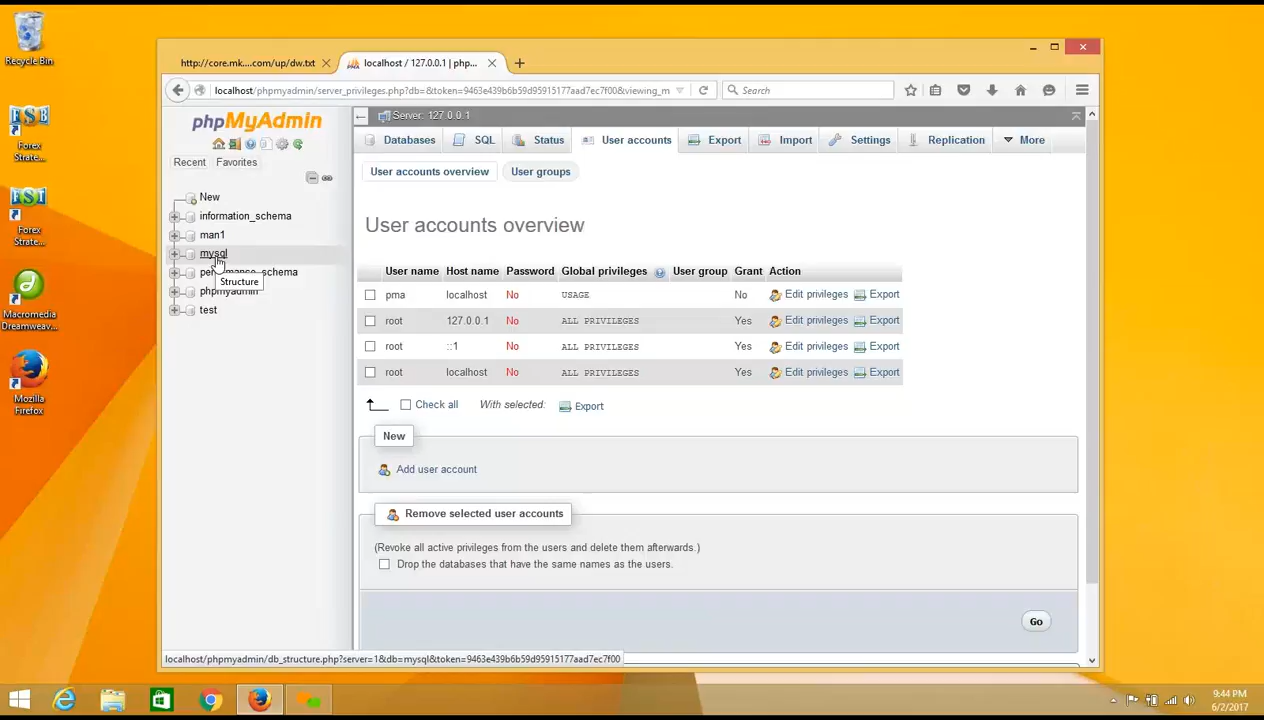 Recycle Bin
Forex
Strate...
Forex
Strate...
Macromedia
Dreamweav...
Mozilla
Firefox
http://core.mk....com/up/dw.txt
localhost / 127.0.0.1 | php...
localhost/phpmyadmin/server_privileges.php?db=&token=9463e439b6b59d95915177aad7ec7f00&viewing_m
Search
phpMyAdmin
Recent
Favorites
New
information_schema
man1
mysql
performance_schema
Structure
phpmyadmin
test
Server: 127.0.0.1
Databases
SQL
Status
User accounts
Export
Import
Settings
Replication
More
User accounts overview
User groups
User accounts overview
User name Host name Password Global privileges User group Grant Action
pma localhost No USAGE No Edit privileges Export
root 127.0.0.1 No ALL PRIVILEGES Yes Edit privileges Export
root ::1 No ALL PRIVILEGES Yes Edit privileges Export
root localhost No ALL PRIVILEGES Yes Edit privileges Export
Check all With selected: Export
New
Add user account
Remove selected user accounts
(Revoke all active privileges from the users and delete them afterwards.)
Drop the databases that have the same names as the users.
Go
localhost/phpmyadmin/db_structure.php?server=1&db=mysql&token=9463e439b6b59d95915177aad7ec7f00
9:44 PM
6/2/2017